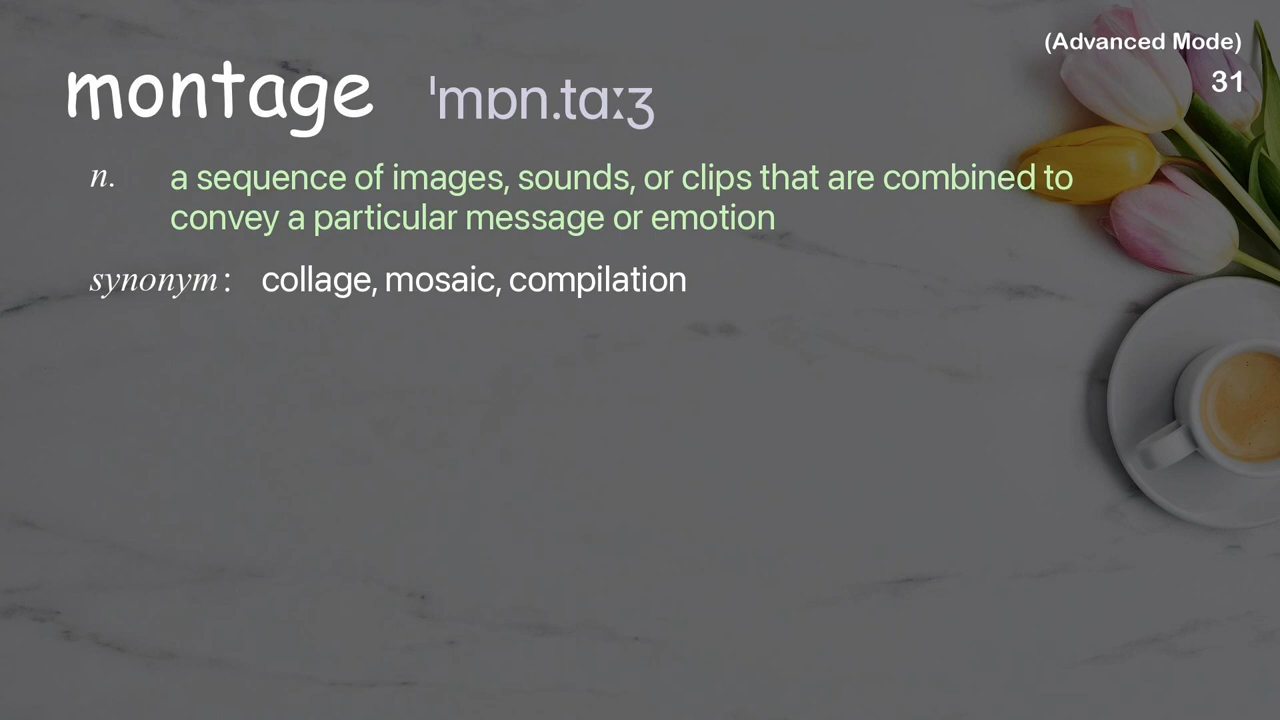 (Advanced Mode)
31
montage ˈmɒn.tɑːʒ
n. a sequence of images, sounds, or clips that are combined to
convey a particular message or emotion
synonym: collage, mosaic, compilation